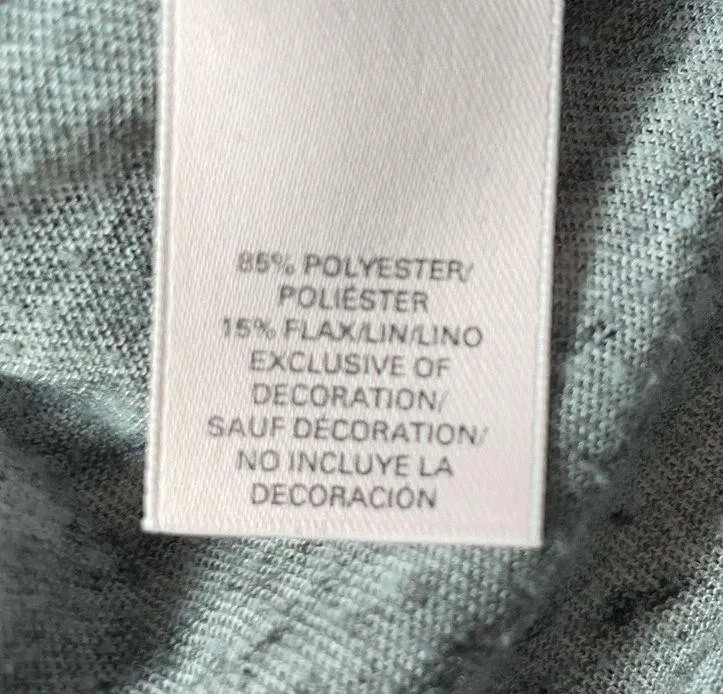 85% POLYESTER/
POLIÉSTER
15% FLAX/LIN/LINO
EXCLUSIVE OF
DECORATION/
SAUF DÉCORATION/
NO INCLUYE LA
DECORACIÓN